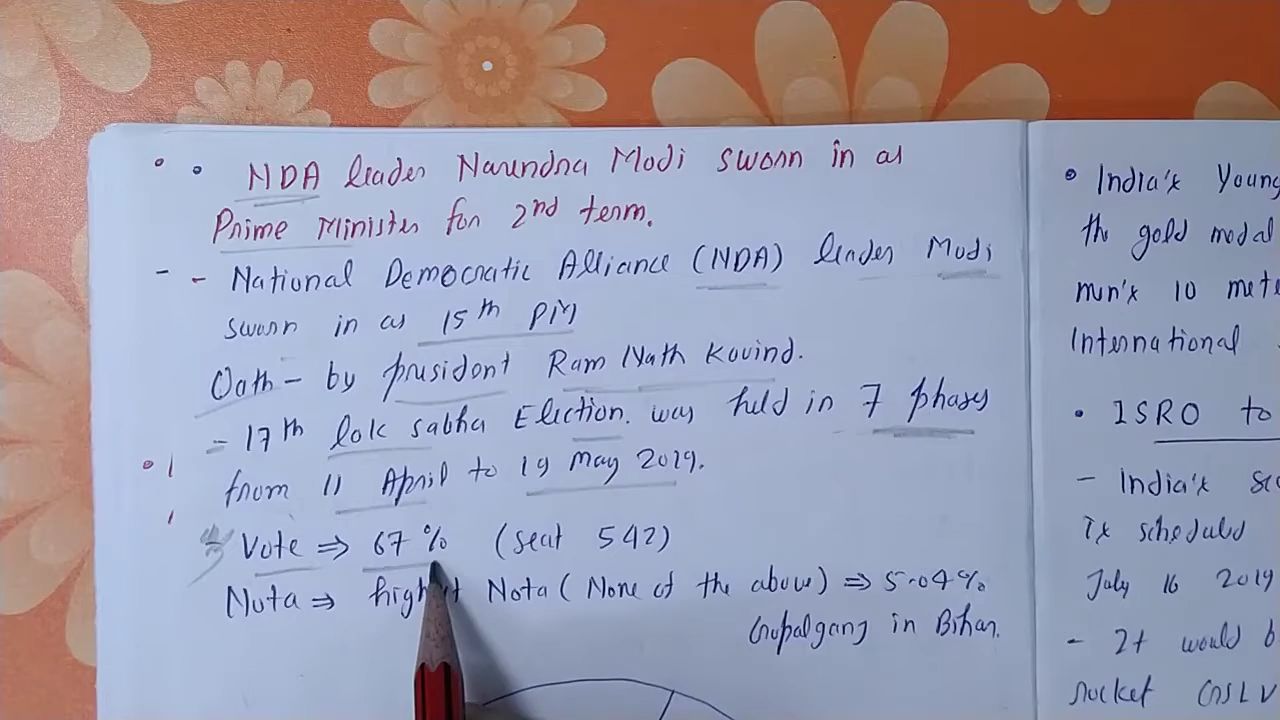 • NDA leader Narendra Modi sworn in as
Prime Minister for 2nd term.
- National Democratic Alliance (NDA) leader Modi
sworn in as 15th PM
Oath - by president Ram Nath Kovind.
- 17th lok sabha Election. was held in 7 phases
from 11 April to 19 May 2019.
Vote ⇒ 67% (seat 542)
Nota ⇒ highest Nota (None of the above) ⇒ 5.04%
Gopalganj in Bihar.
• India's Young
the gold medal
men's 10 mete
International
• ISRO to
- India's sec
is scheduled
July 16 2019
- It would b
rocket GSLV